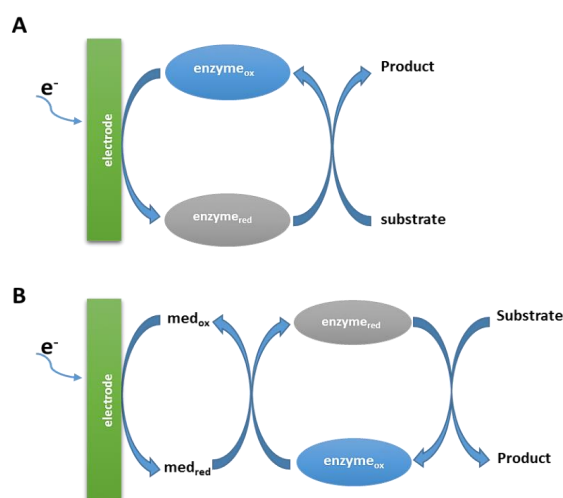 A
e-
electrode
enzymeox
Product
enzymered
substrate
B
e-
electrode
medox
enzymered
Substrate
medred
enzymeox
Product